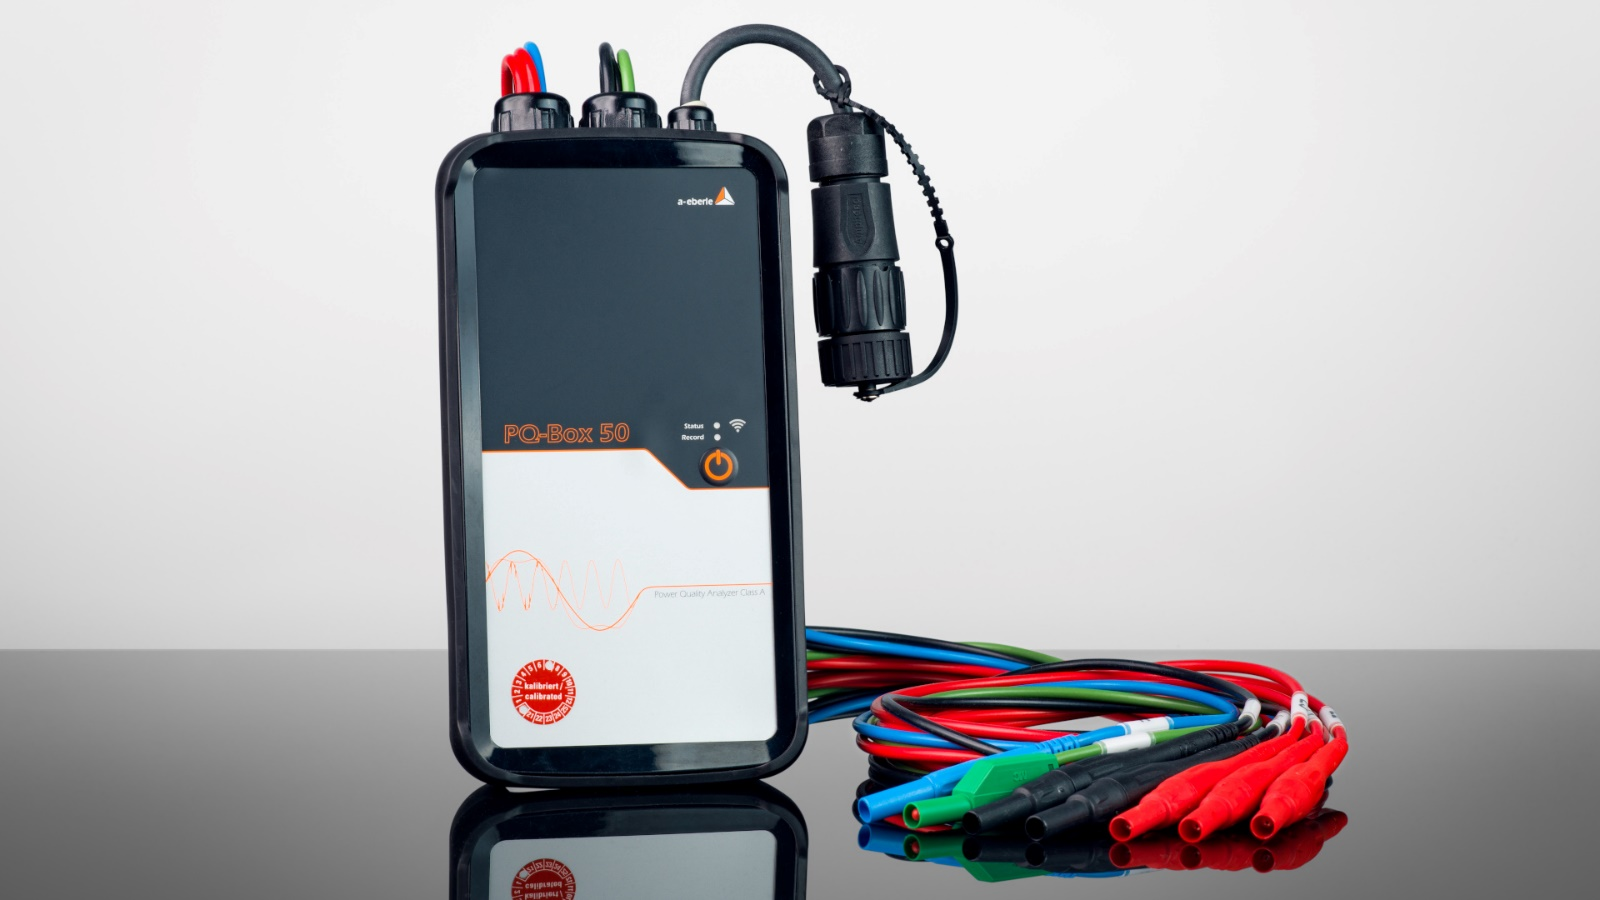 a-eberle
PQ-Box 50
Status
Record
Power Quality Analyzer Class A
kalibriert/
calibrated